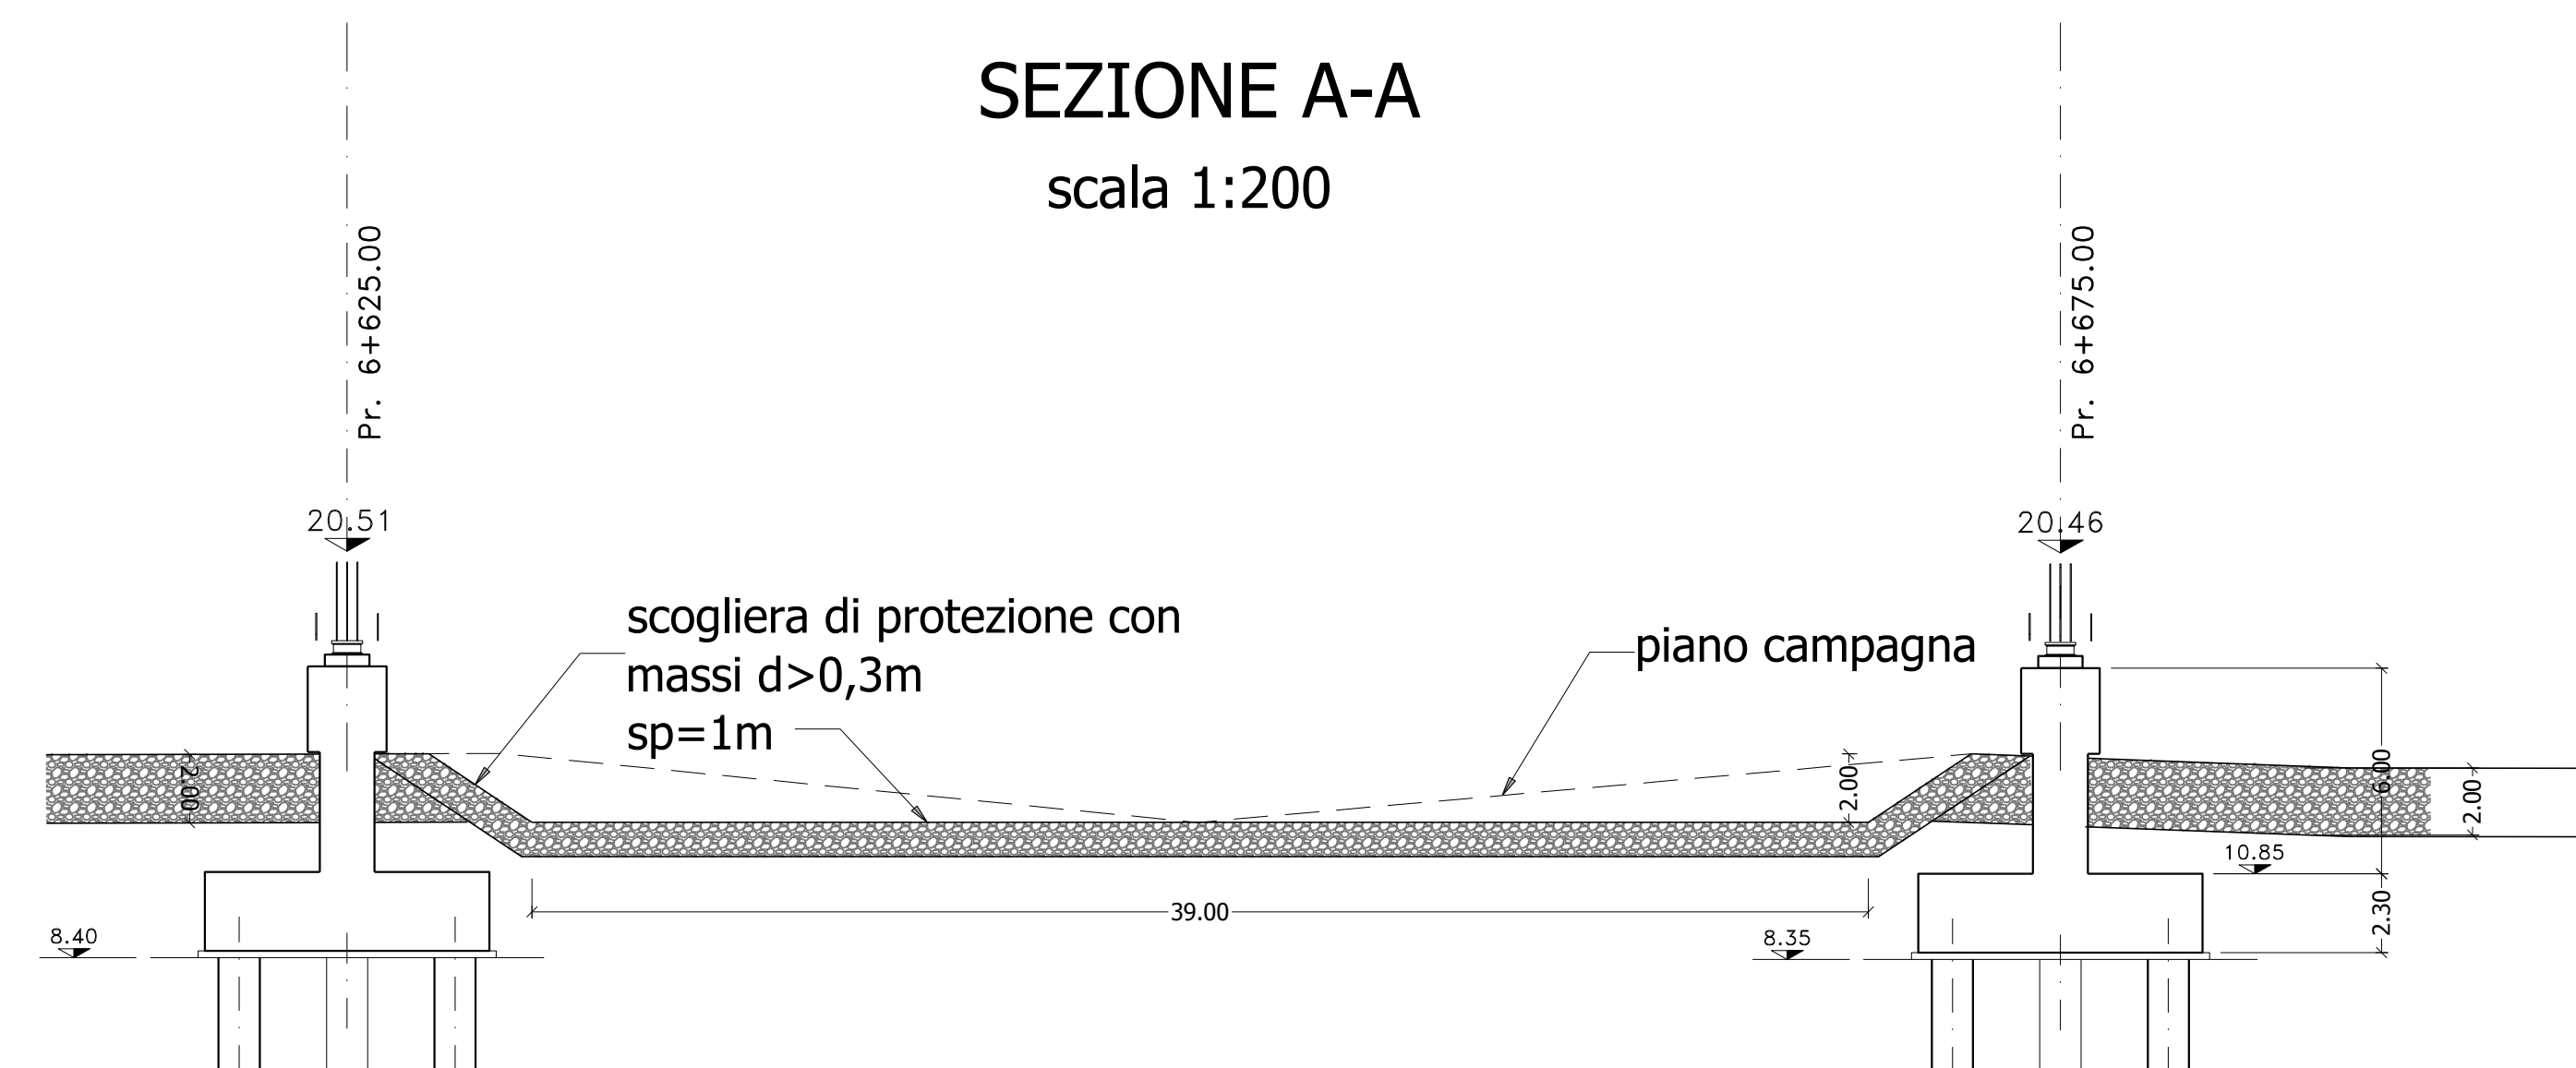 SEZIONE A-A
scala 1:200
Pr. 6+625.00
Pr. 6+675.00
20.51
20.46
scogliera di protezione con
massi d>0,3m
sp=1m
piano campagna
2.00
2.00
6.00
2.00
10.85
39.00
2.30
8.40
8.35